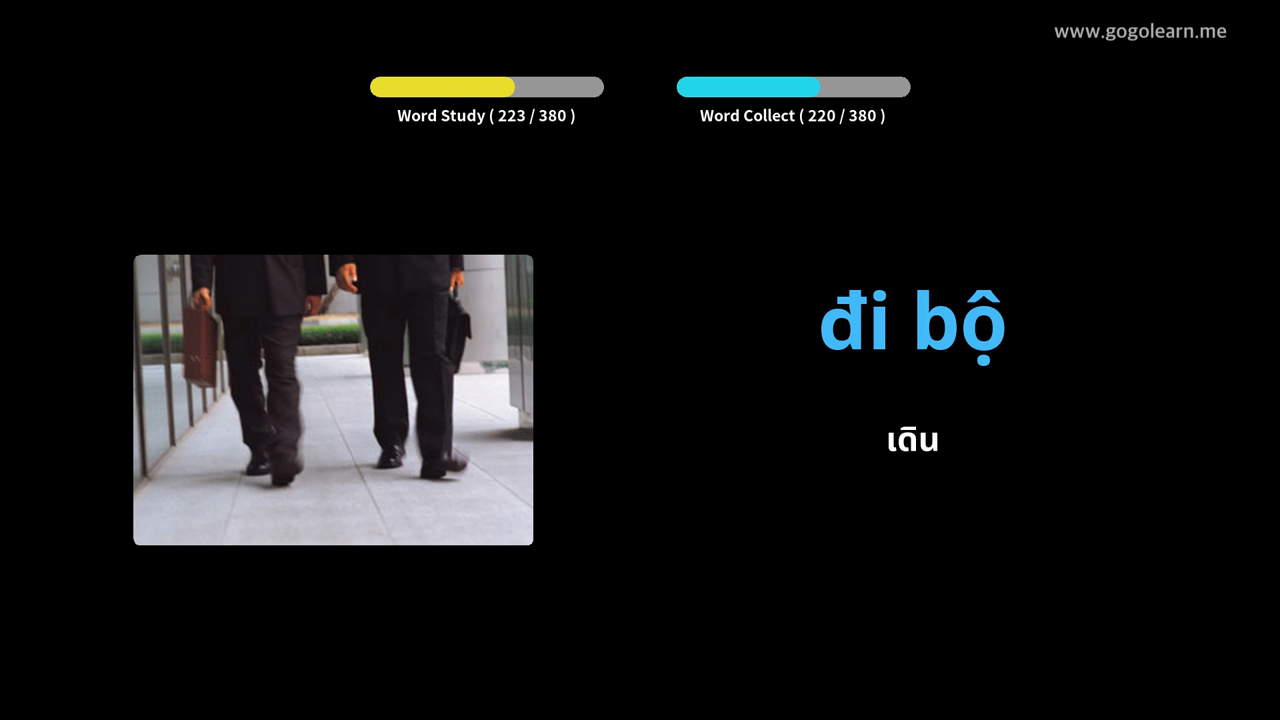 www.gogolearn.me
Word Study ( 223 / 380 )
Word Collect ( 220 / 380 )
đi bộ
เดิน